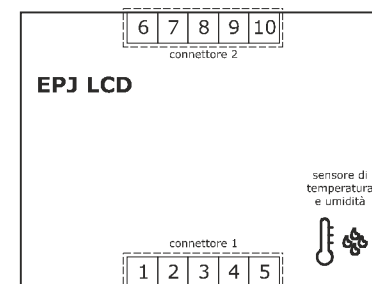 6 7 8 9 10
connettore 2
EPJ LCD
sensore di
temperatura
e umidità
connettore 1
1 2 3 4 5